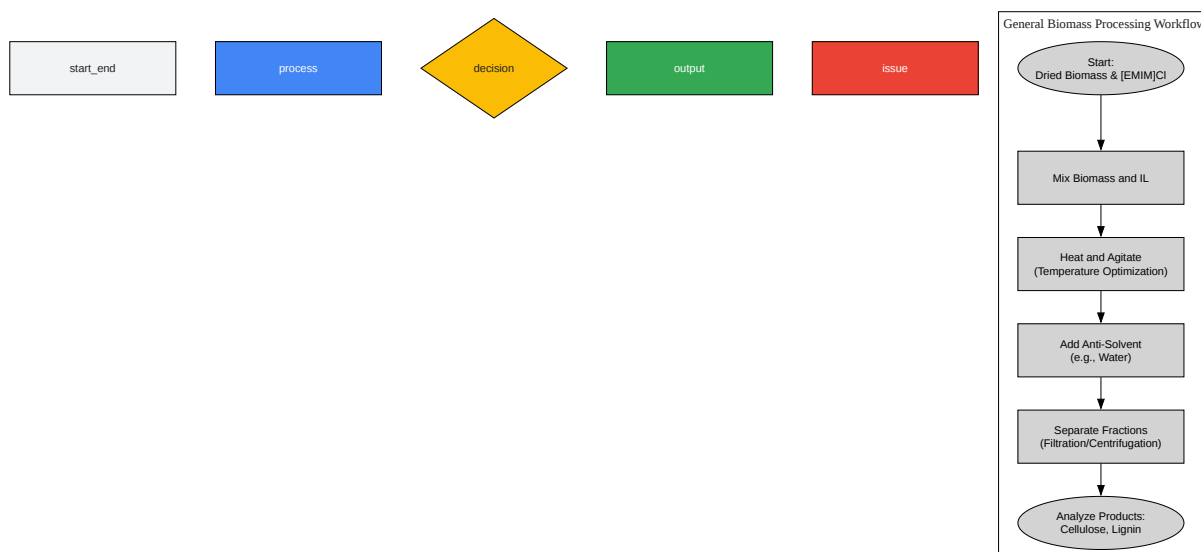 start_end
process
decision
output
issue
General Biomass Processing Workflow
Start:
Dried Biomass & [EMIM]Cl
Mix Biomass and IL
Heat and Agitate
(Temperature Optimization)
Add Anti-Solvent
(e.g., Water)
Separate Fractions
(Filtration/Centrifugation)
Analyze Products:
Cellulose, Lignin